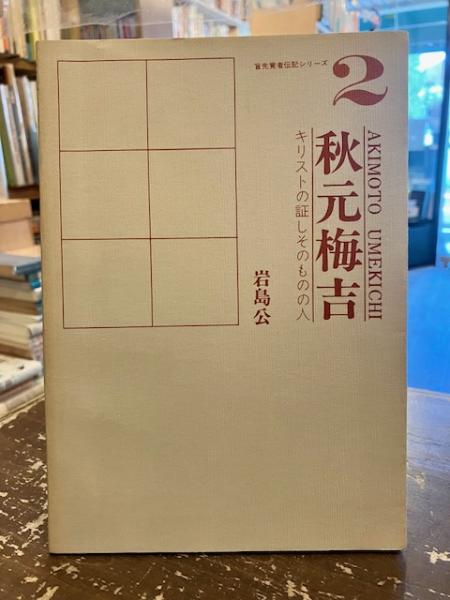 盲先覚者伝記シリーズ
2
AKIMOTO UMEKICHI
秋元梅吉
キリストの証しそのものの人
岩島公